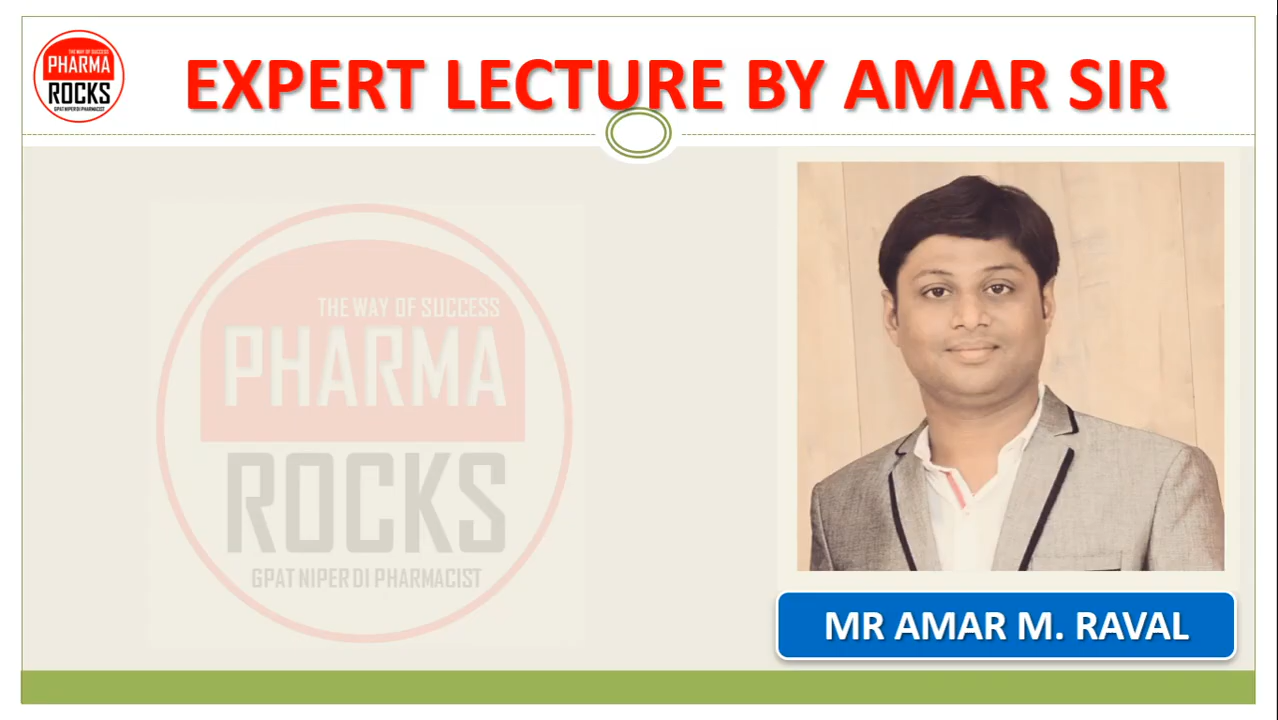 THE WAY OF SUCCESS
PHARMA
ROCKS
GPAT NIPER DI PHARMACIST
EXPERT LECTURE BY AMAR SIR
THE WAY OF SUCCESS
PHARMA
ROCKS
GPAT NIPER DI PHARMACIST
MR AMAR M. RAVAL